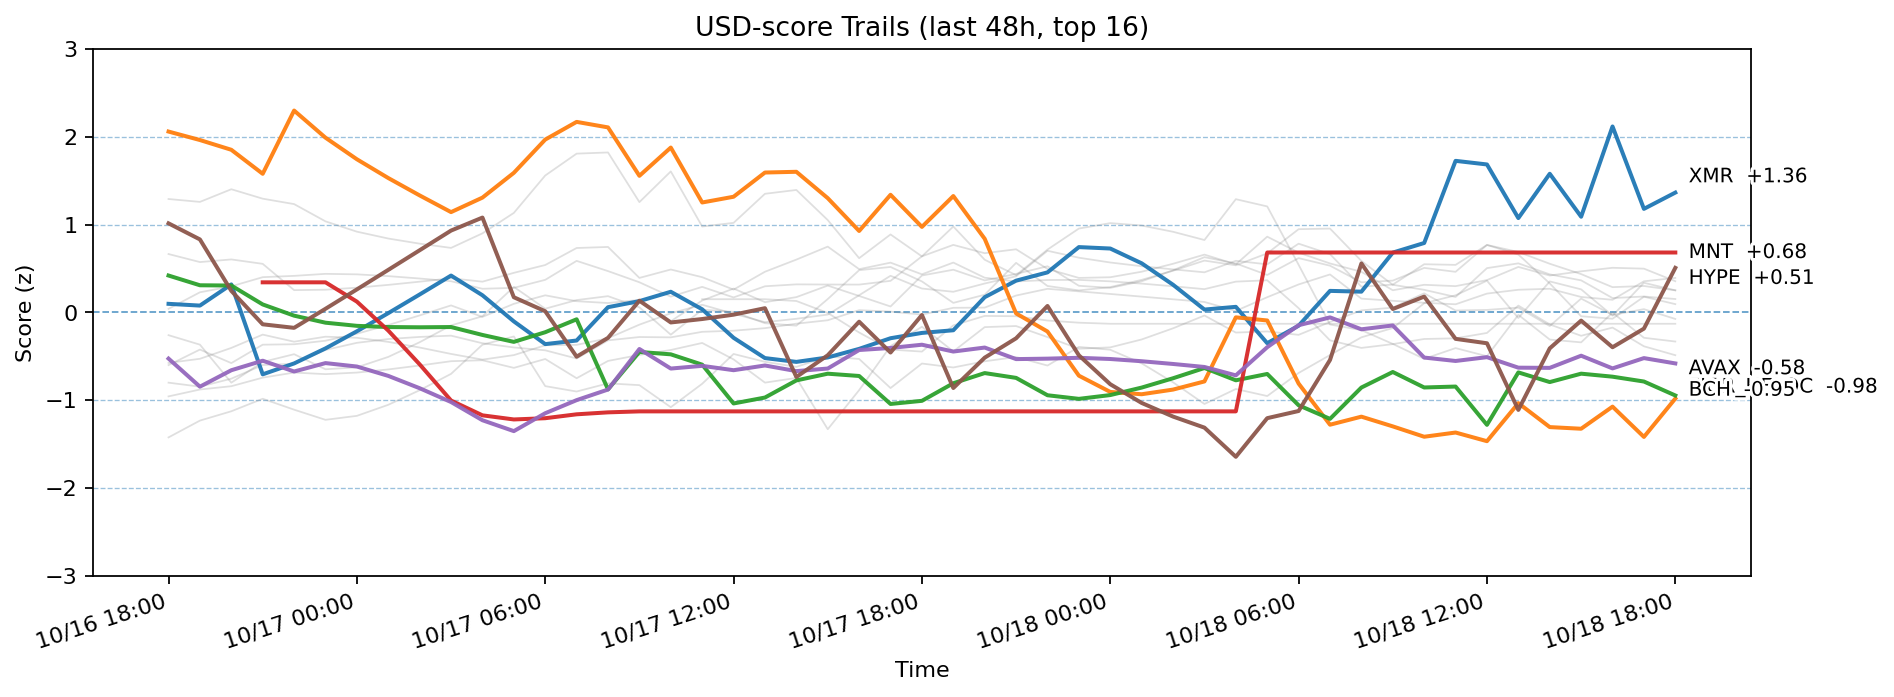 USD-score Trails (last 48h, top 16)
Score (z)
3
2
1
0
−1
−2
−3
XMR +1.36
MNT +0.68
HYPE +0.51
AVAX -0.58
BCH -0.95
-0.98
10/16 18:00
10/17 00:00
10/17 06:00
10/17 12:00
10/17 18:00
10/18 00:00
10/18 06:00
10/18 12:00
10/18 18:00
Time